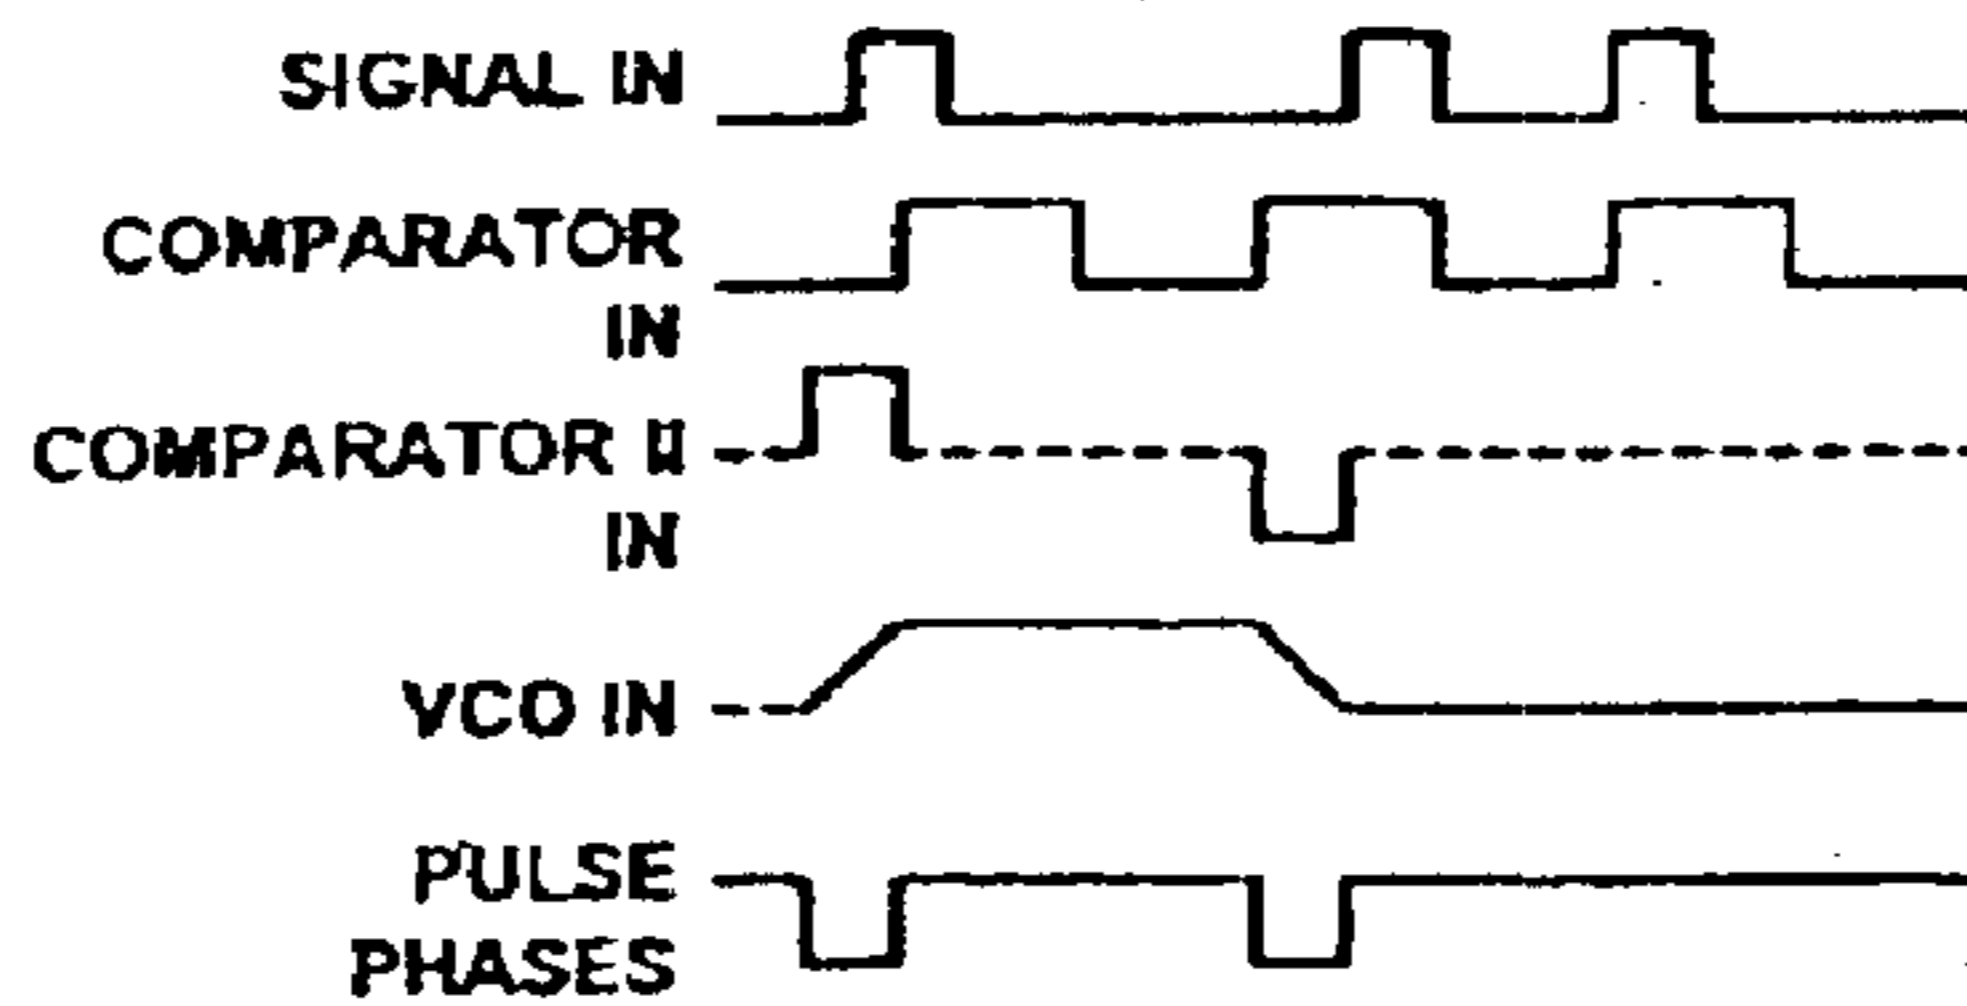 SIGNAL IN
COMPARATOR
IN
COMPARATOR II
IN
VCO IN
PULSE
PHASES